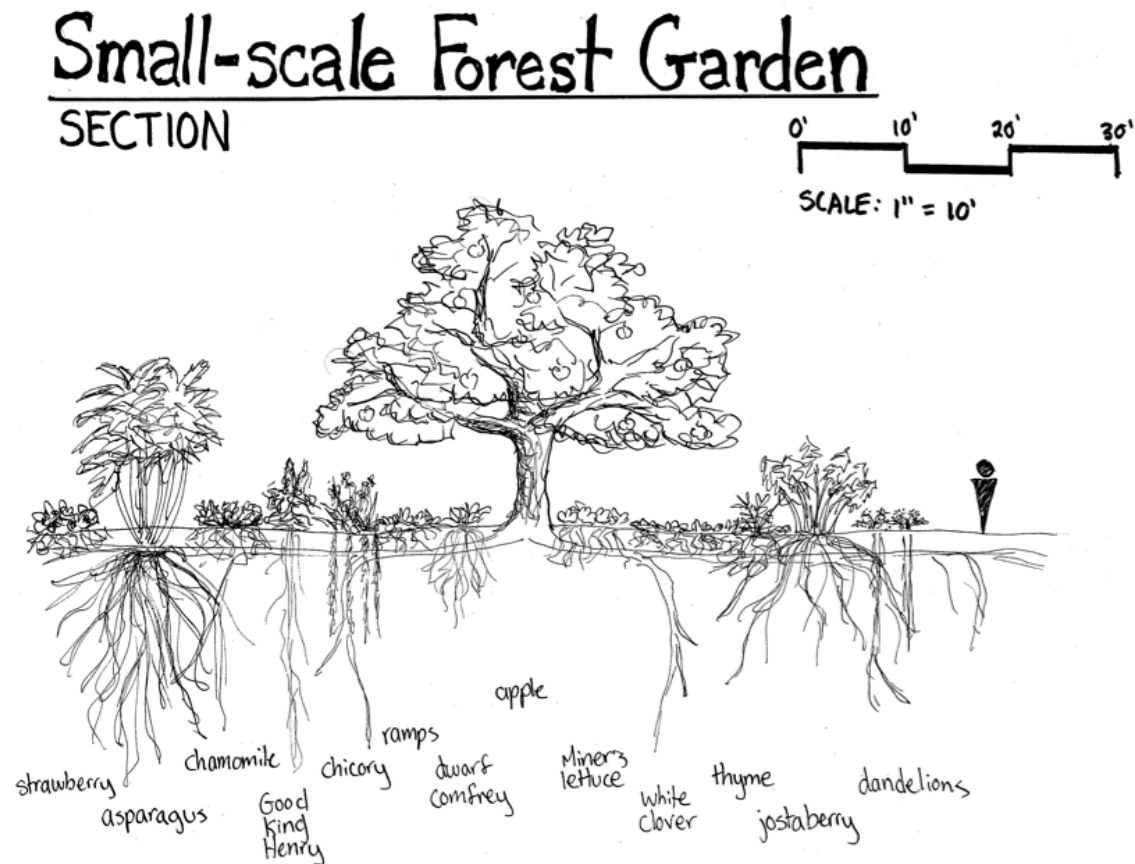 Small-scale Forest Garden
SECTION
0' 10' 20' 30'
SCALE: 1" = 10'
apple
ramps
chamomile
chicory
dwarf
comfrey
Miner's
lettuce
strawberry
asparagus
Good
King
Henry
white
clover
thyme
jostaberry
dandelions